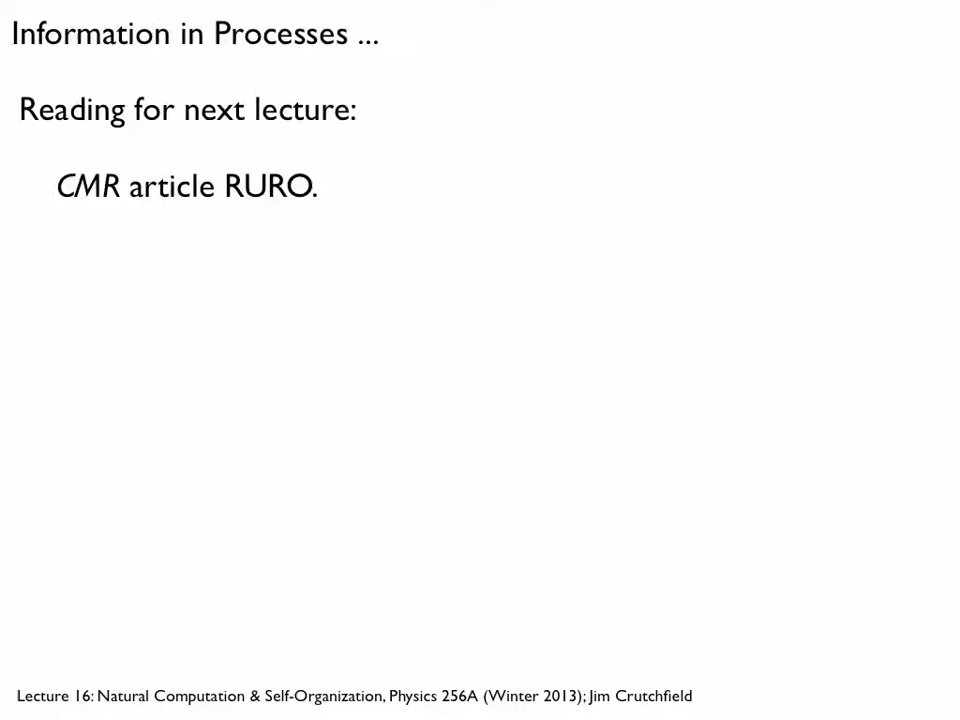 Information in Processes ...
Reading for next lecture:
CMR article RURO.
Lecture 16: Natural Computation & Self-Organization, Physics 256A (Winter 2013); Jim Crutchfield